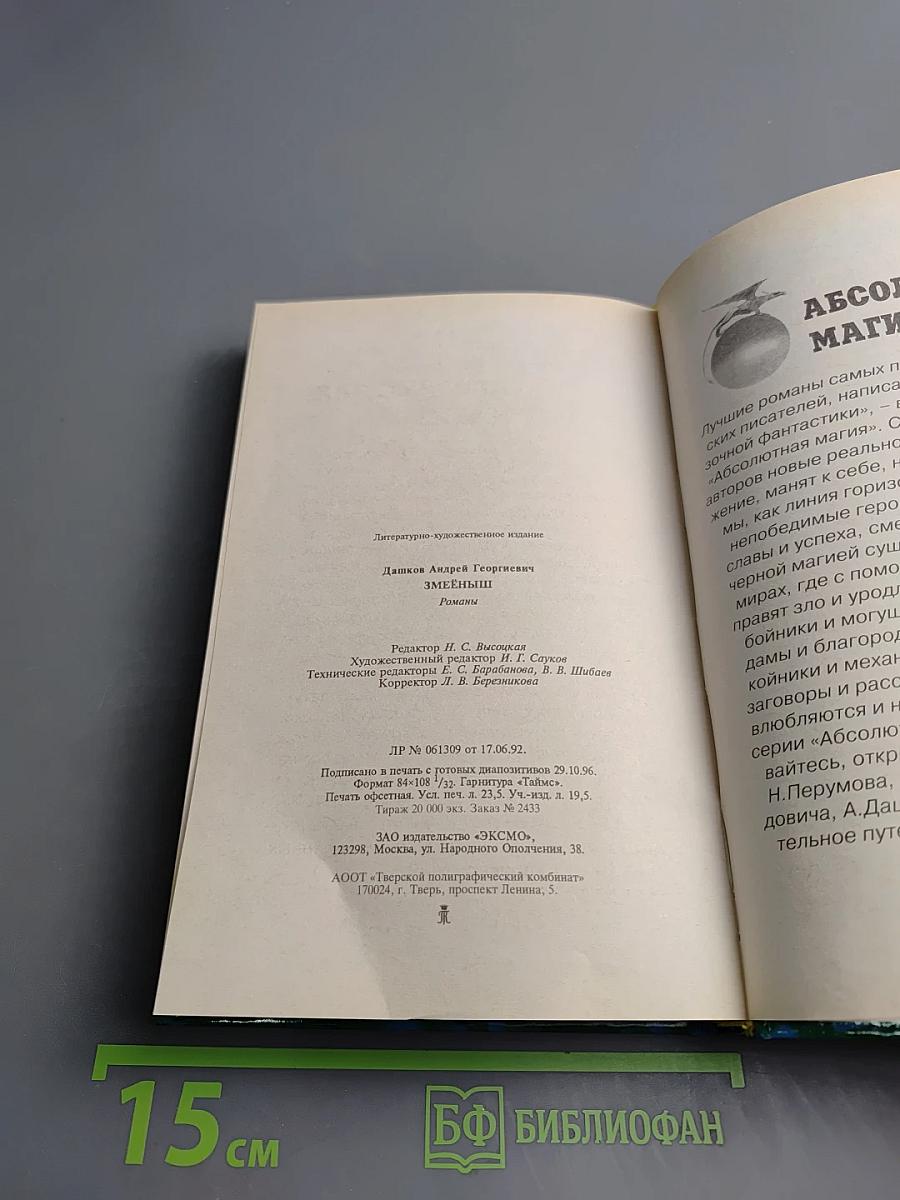 Литературно-художественное издание
Дашков Андрей Георгиевич
ЗМЕЁНЫШ
Романы
Редактор Н. С. Высоцкая
Художественный редактор И. Г. Сауков
Технические редакторы Е. С. Барабанова, В. В. Шибаев
Корректор Л. В. Березникова
ЛР № 061309 от 17.06.92.
Подписано в печать с готовых диапозитивов 29.10.96.
Формат 84×108 1/32. Гарнитура «Таймс».
Печать офсетная. Усл. печ. л. 23,5. Уч.-изд. л. 19,5.
Тираж 20 000 экз. Заказ № 2433
ЗАО издательство «ЭКСМО»,
123298, Москва, ул. Народного Ополчения, 38.
АООТ «Тверской полиграфический комбинат»
170024, г. Тверь, проспект Ленина, 5.
АБСОЛ
МАГИ
Лучшие романы самых п
ских писателей, написа
зочной фантастики», – в
«Абсолютная магия». С
авторов новые реально
жение, манят к себе, н
мы, как линия горизо
непобедимые геро
славы и успеха, сме
черной магией сущ
мирах, где с помо
правят зло и уродл
бойники и могущ
дамы и благород
койники и механ
заговоры и расс
влюбляются и н
серии «Абсолю
вайтесь, откр
Н.Перумова,
довича, А.Даш
тельное путе
15 см
БФ БИБЛИОФАН